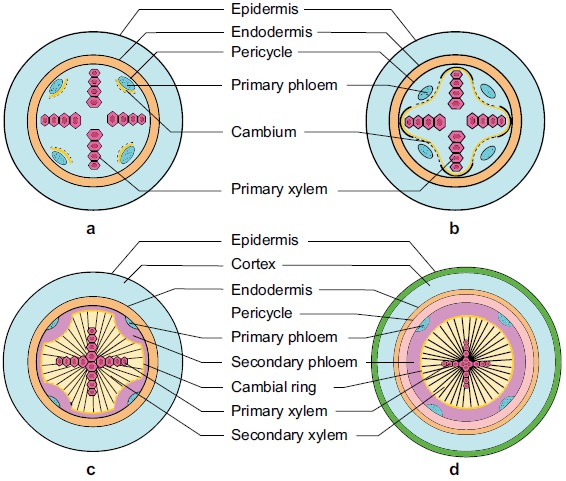 Epidermis
Endodermis
Pericycle
Primary phloem
Cambium
Primary xylem
a
b
Epidermis
Cortex
Endodermis
Pericycle
Primary phloem
Secondary phloem
Cambial ring
Primary xylem
Secondary xylem
c
d